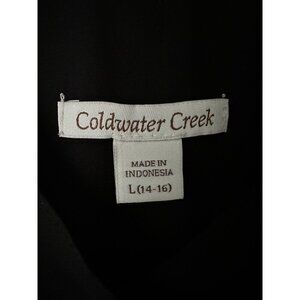 Coldwater Creek
MADE IN
INDONESIA
L (14-16)